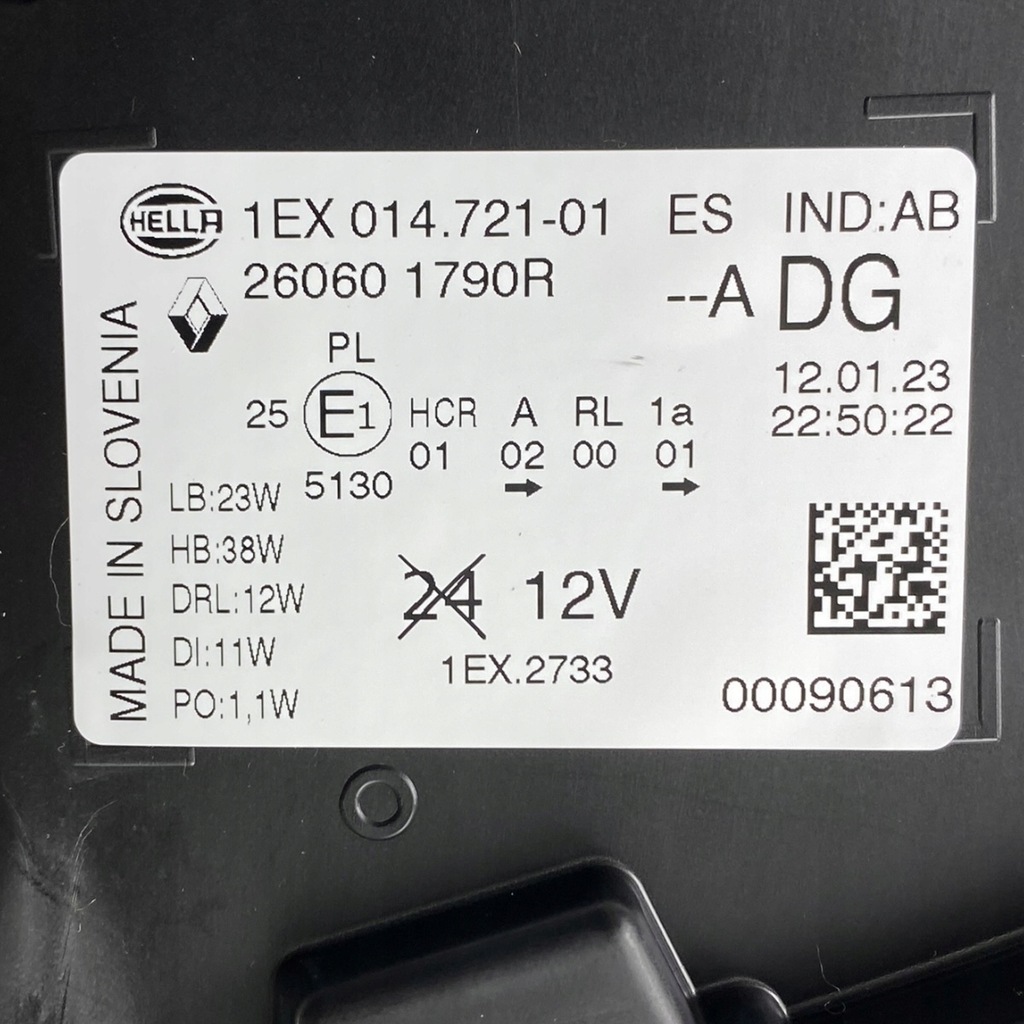 HELLA 1EX 014.721-01 ES IND:AB
26060 1790R --A DG
MADE IN SLOVENIA
PL
12.01.23
22:50:22
25 E1 HCR A RL 1a
01 02 00 01
5130
LB:23W
HB:38W
DRL:12W
DI:11W
PO:1,1W
24 12V
1EX.2733
00090613